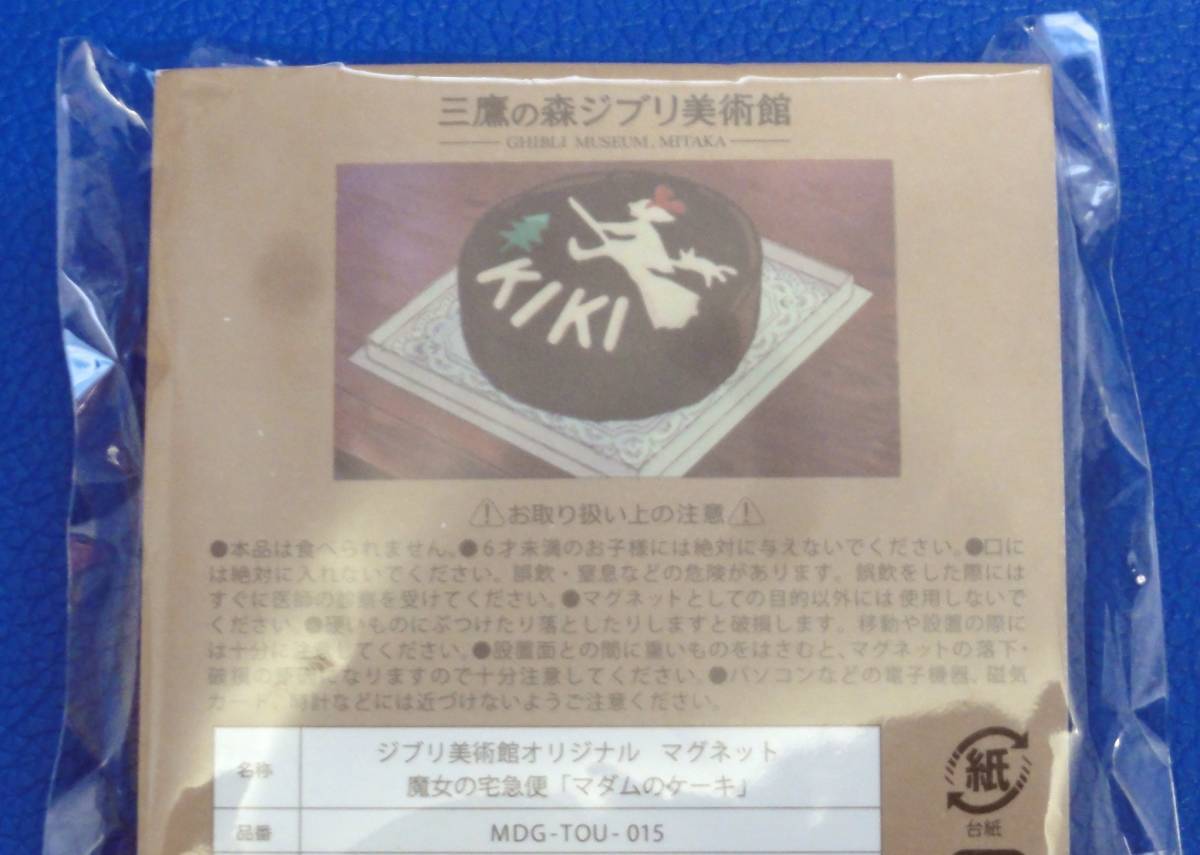 三鷹の森ジブリ美術館
GHIBLI MUSEUM, MITAKA
KIKI
お取り扱い上の注意
●本品は食べられません。●6才未満のお子様には絶対に与えないでください。●口に
は絶対に入れないでください。誤飲・窒息などの危険があります。誤飲をした際には
すぐに医師の診察を受けてください。●マグネットとしての目的以外には使用しないで
ください。●硬いものにぶつけたり落としたりしますと破損します。移動や設置の際に
は十分に注意してください。●設置面との間に重いものをはさむと、マグネットの落下・
破損の原因になりますので十分注意してください。●パソコンなどの電子機器、磁気
カード、時計などには近づけないようご注意ください。
名称
ジブリ美術館オリジナル マグネット
魔女の宅急便「マダムのケーキ」
品番
MDG-TOU-015
紙
台紙